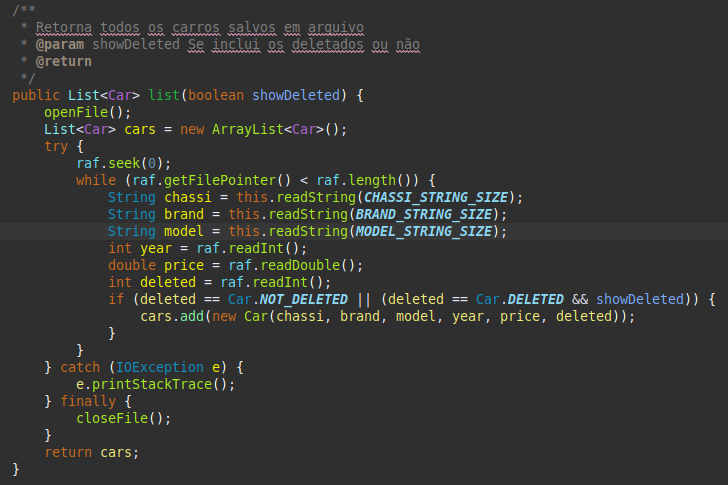 /**
 * Retorna todos os carros salvos em arquivo
 * @param showDeleted Se inclui os deletados ou não
 * @return
 */
public List<Car> list(boolean showDeleted) {
    openFile();
    List<Car> cars = new ArrayList<Car>();
    try {
        raf.seek(0);
        while (raf.getFilePointer() < raf.length()) {
            String chassi = this.readString(CHASSI_STRING_SIZE);
            String brand = this.readString(BRAND_STRING_SIZE);
            String model = this.readString(MODEL_STRING_SIZE);
            int year = raf.readInt();
            double price = raf.readDouble();
            int deleted = raf.readInt();
            if (deleted == Car.NOT_DELETED || (deleted == Car.DELETED && showDeleted)) {
                cars.add(new Car(chassi, brand, model, year, price, deleted));
            }
        }
    } catch (IOException e) {
        e.printStackTrace();
    } finally {
        closeFile();
    }
    return cars;
}